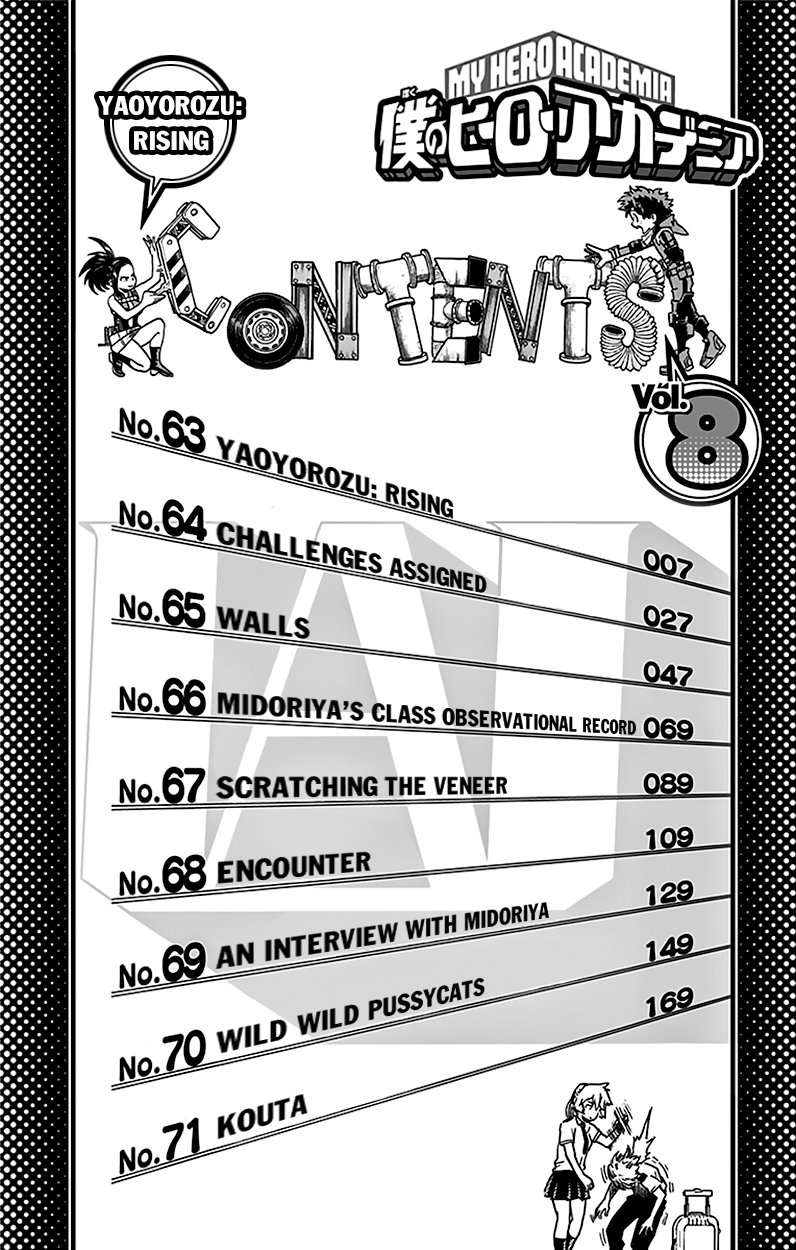 YAOYOROZU:
RISING
MY HERO ACADEMIA
ぼく
僕のヒーローアカデミア
CONTENTS
Vol. 8
No.63 YAOYOROZU: RISING 007
No.64 CHALLENGES ASSIGNED 027
No.65 WALLS 047
No.66 MIDORIYA'S CLASS OBSERVATIONAL RECORD 069
No.67 SCRATCHING THE VENEER 089
No.68 ENCOUNTER 109
No.69 AN INTERVIEW WITH MIDORIYA 129
No.70 WILD WILD PUSSYCATS 149
No.71 KOUTA 169